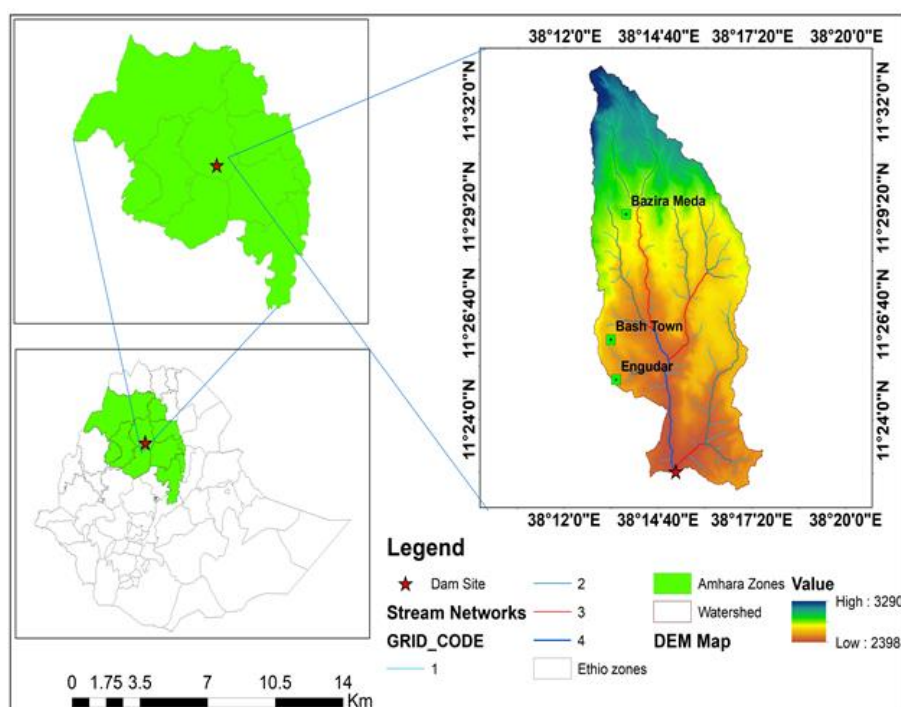 38°12'0"E 38°14'40"E 38°17'20"E 38°20'0"E
11°32'0"N
11°32'0"N
11°29'20"N
11°29'20"N
11°26'40"N
11°26'40"N
11°24'0"N
11°24'0"N
Bazira Meda
Bash Town
Engudar
38°12'0"E 38°14'40"E 38°17'20"E 38°20'0"E
Legend
Dam Site
Stream Networks
GRID_CODE
1
2
3
4
Ethio zones
Amhara Zones
Watershed
DEM Map
Value
High : 3290
Low : 2398
0 1.75 3.5 7 10.5 14
Km